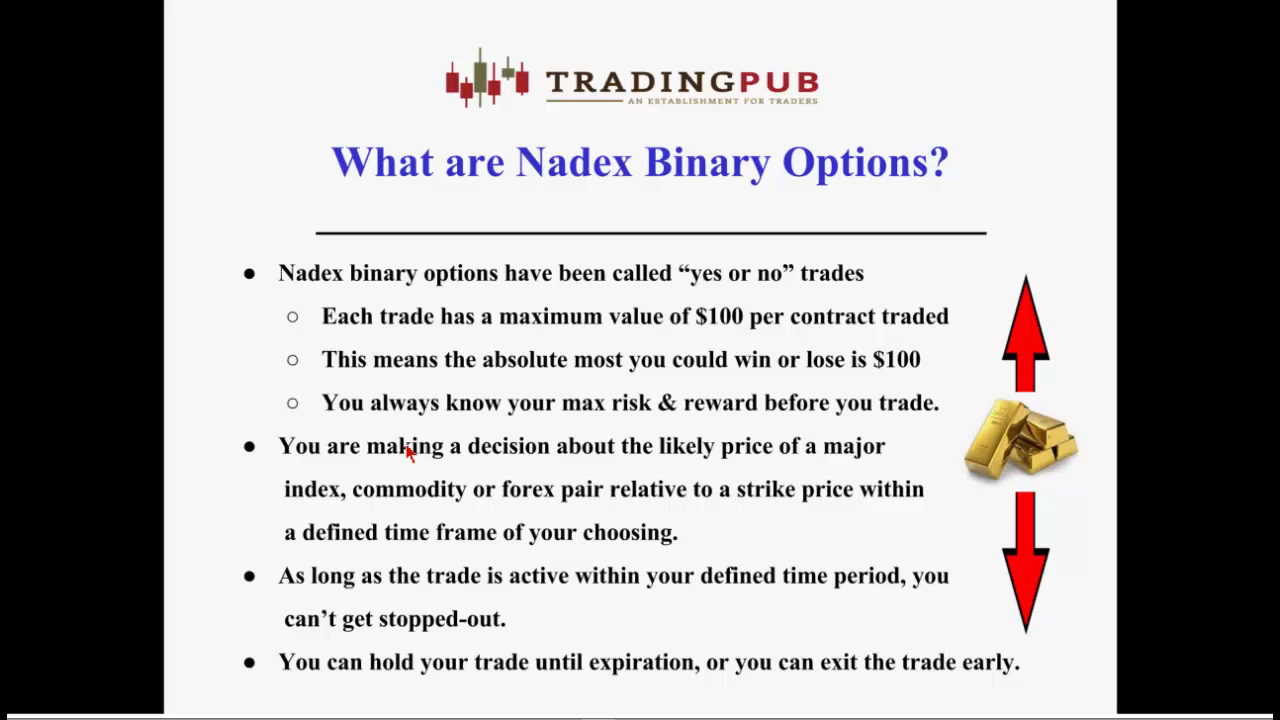 TRADINGPUB
AN ESTABLISHMENT FOR TRADERS
What are Nadex Binary Options?
● Nadex binary options have been called “yes or no” trades
○ Each trade has a maximum value of $100 per contract traded
○ This means the absolute most you could win or lose is $100
○ You always know your max risk & reward before you trade.
● You are making a decision about the likely price of a major
index, commodity or forex pair relative to a strike price within
a defined time frame of your choosing.
● As long as the trade is active within your defined time period, you
can’t get stopped-out.
● You can hold your trade until expiration, or you can exit the trade early.